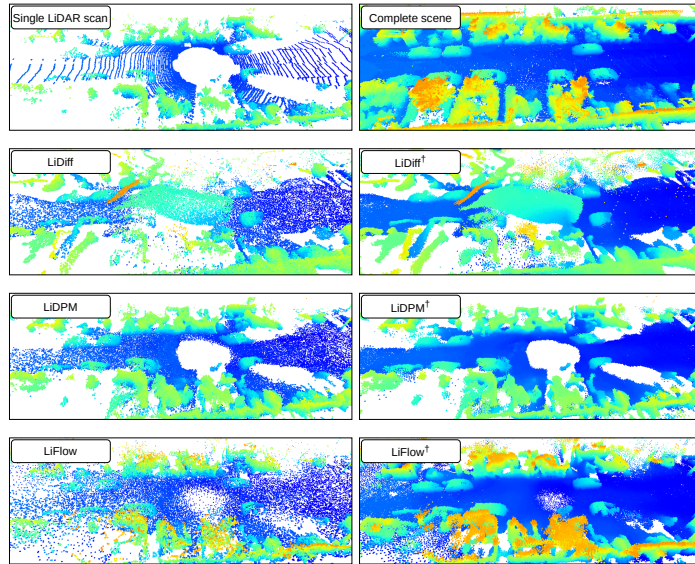 Single LiDAR scan
Complete scene
LiDiff
LiDiff†
LiDPM
LiDPM†
LiFlow
LiFlow†